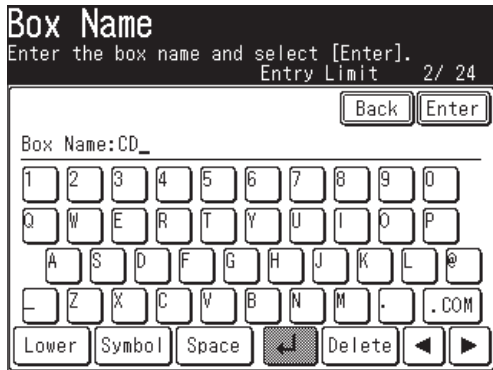 Box Name
Enter the box name and select [Enter].
Entry Limit 2/ 24
Back Enter
Box Name:CD_
1 2 3 4 5 6 7 8 9 0
Q W E R T Y U I O P
A S D F G H J K L @
_ Z X C V B N M . .COM
Lower Symbol Space ↵ Delete ◀ ▶